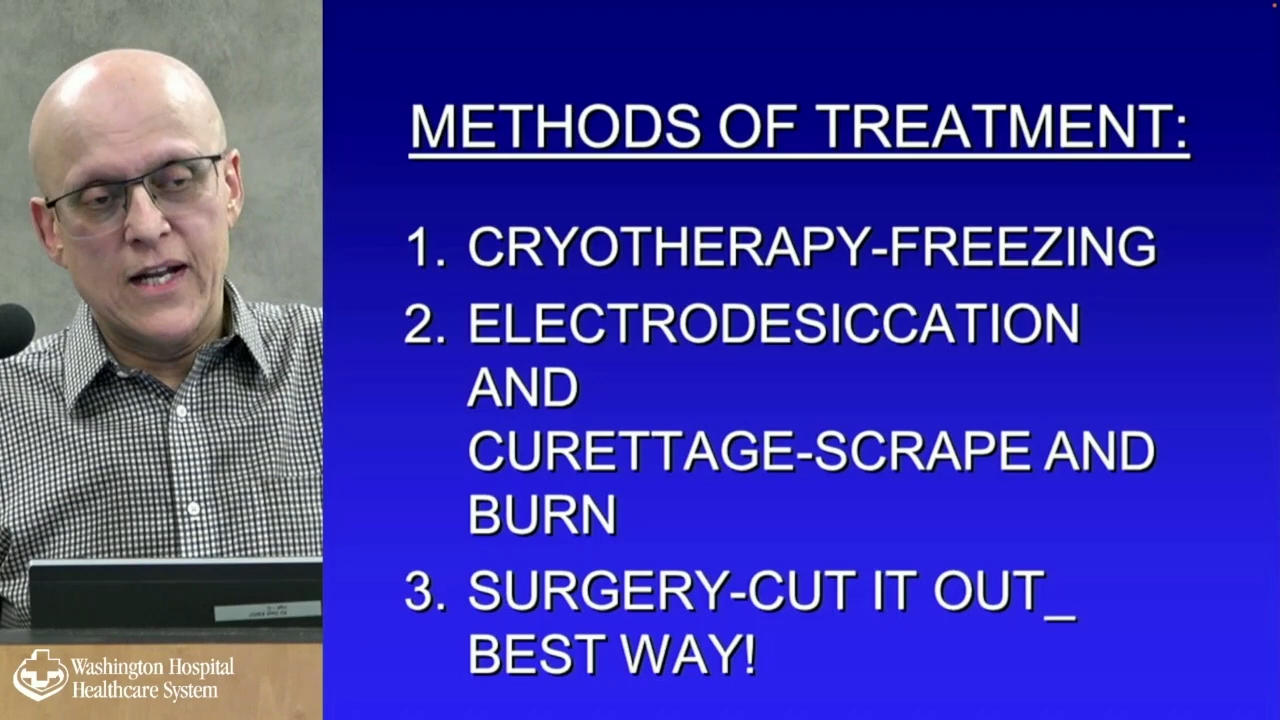 METHODS OF TREATMENT:
1. CRYOTHERAPY-FREEZING
2. ELECTRODESICCATION
AND
CURETTAGE-SCRAPE AND
BURN
3. SURGERY-CUT IT OUT_
BEST WAY!
Washington Hospital
Healthcare System